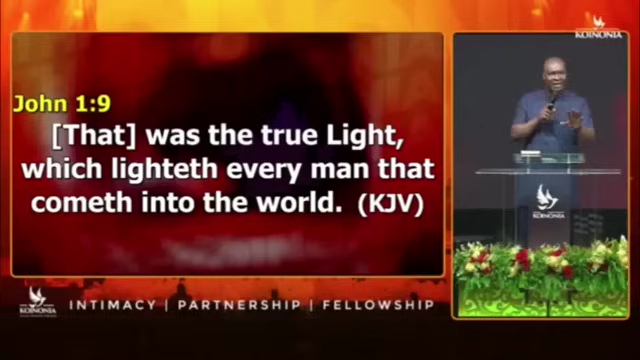 John 1:9
[That] was the true Light,
which lighteth every man that
cometh into the world. (KJV)
KOINONIA
KOINONIA
KOINONIA
INTIMACY | PARTNERSHIP | FELLOWSHIP